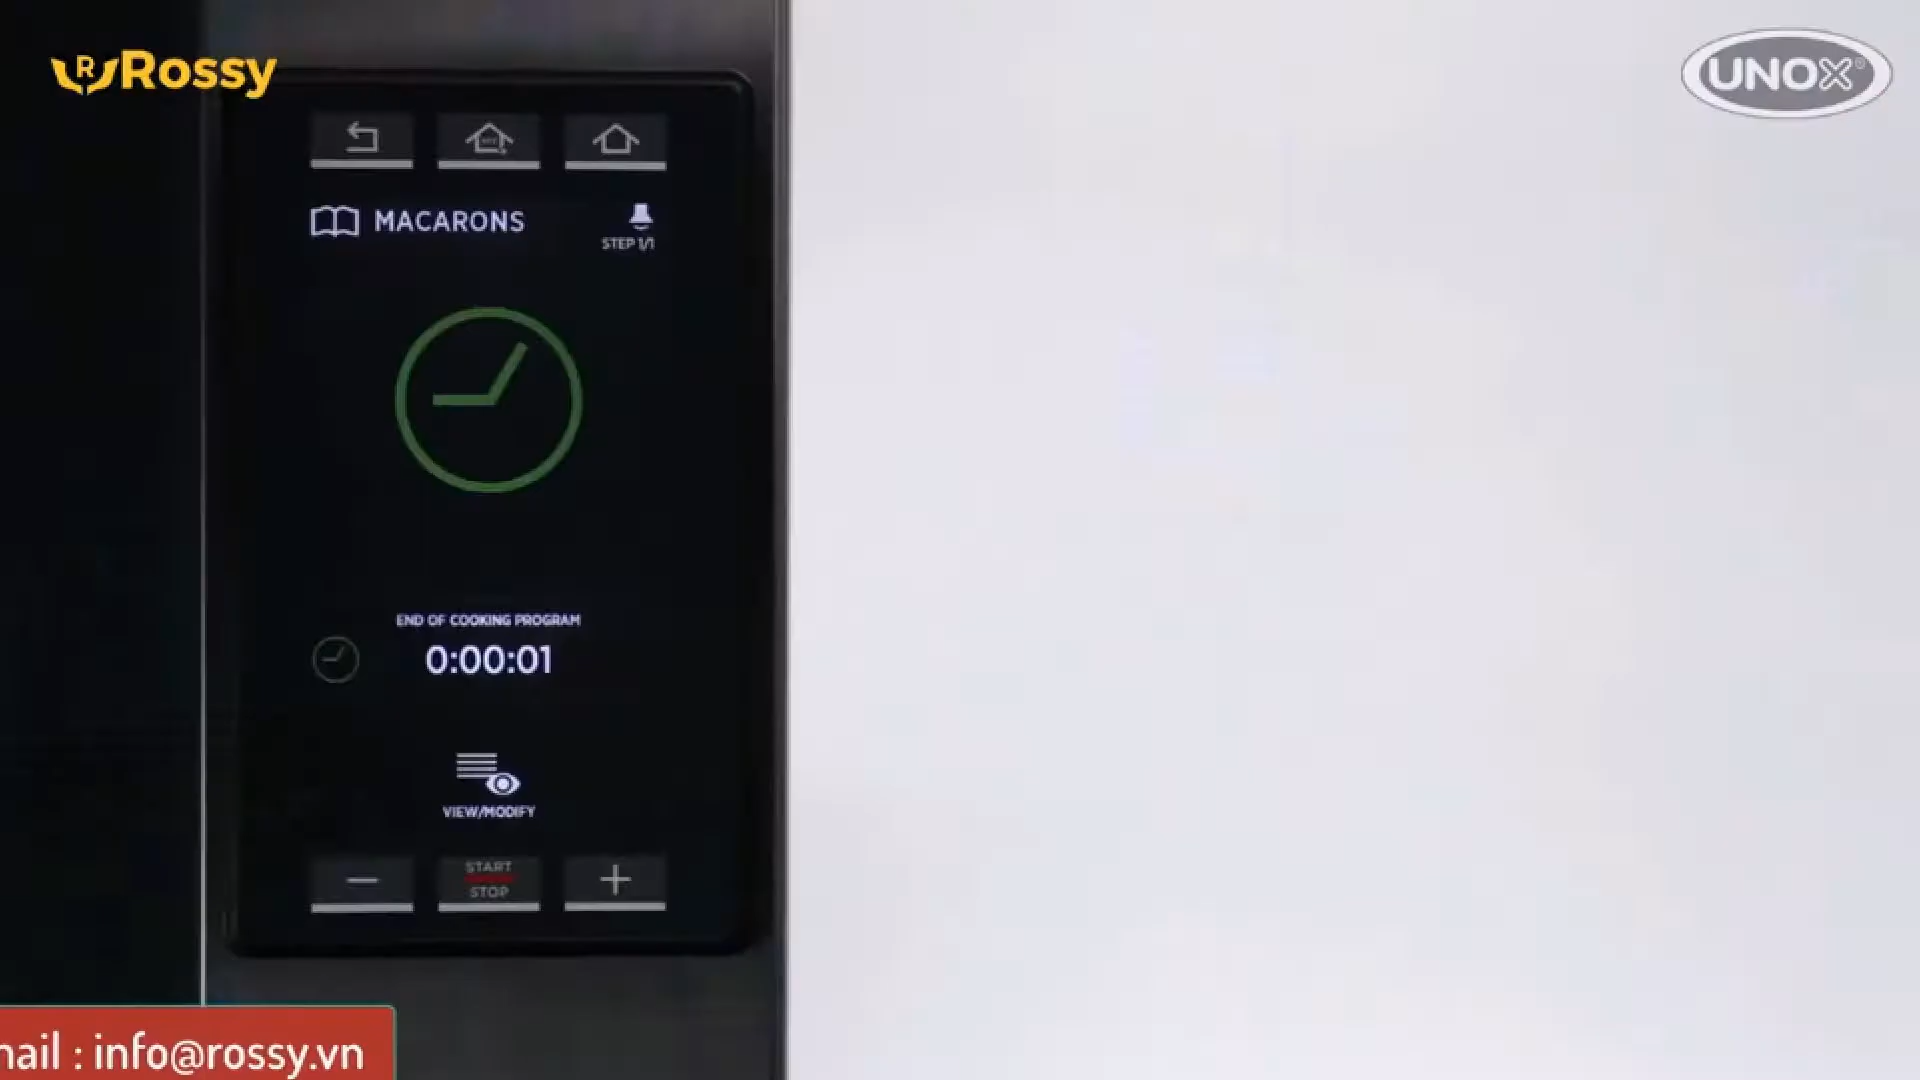 Rossy
UNOX
MACARONS
STEP 1/1
END OF COOKING PROGRAM
0:00:01
VIEW/MODIFY
START
STOP
mail : info@rossy.vn